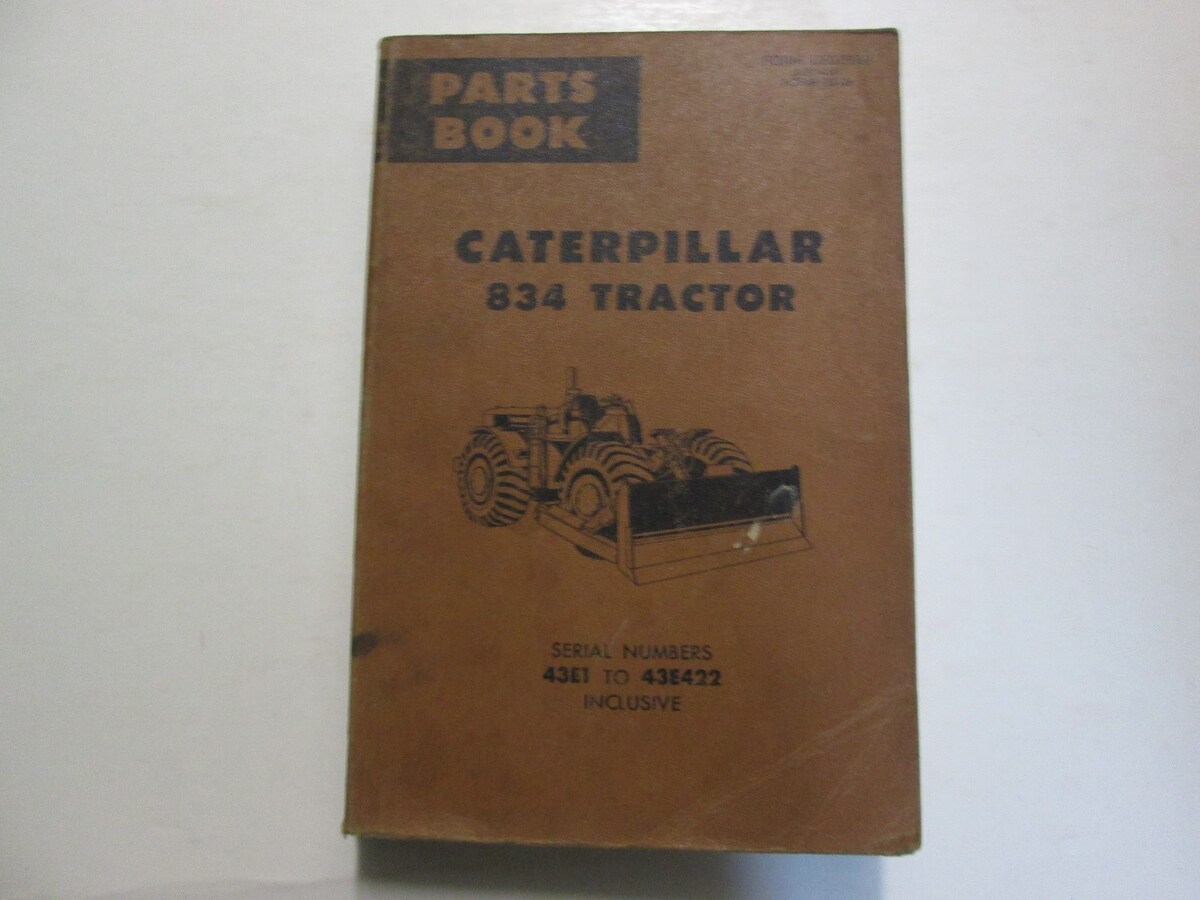 PARTS
BOOK
CATERPILLAR
834 TRACTOR
SERIAL NUMBERS
43E1 TO 43E422
INCLUSIVE